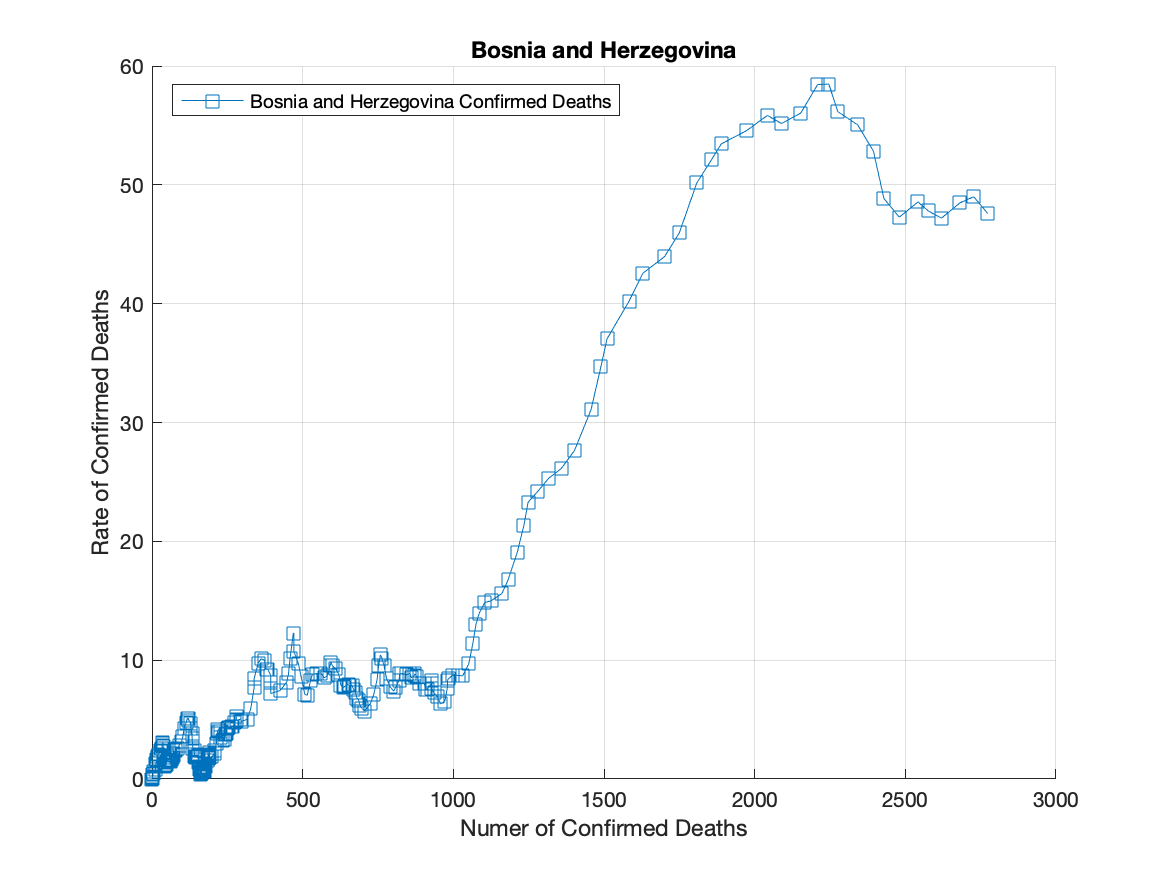 Bosnia and Herzegovina
Bosnia and Herzegovina Confirmed Deaths
60
50
40
30
20
10
0
Rate of Confirmed Deaths
0 500 1000 1500 2000 2500 3000
Numer of Confirmed Deaths